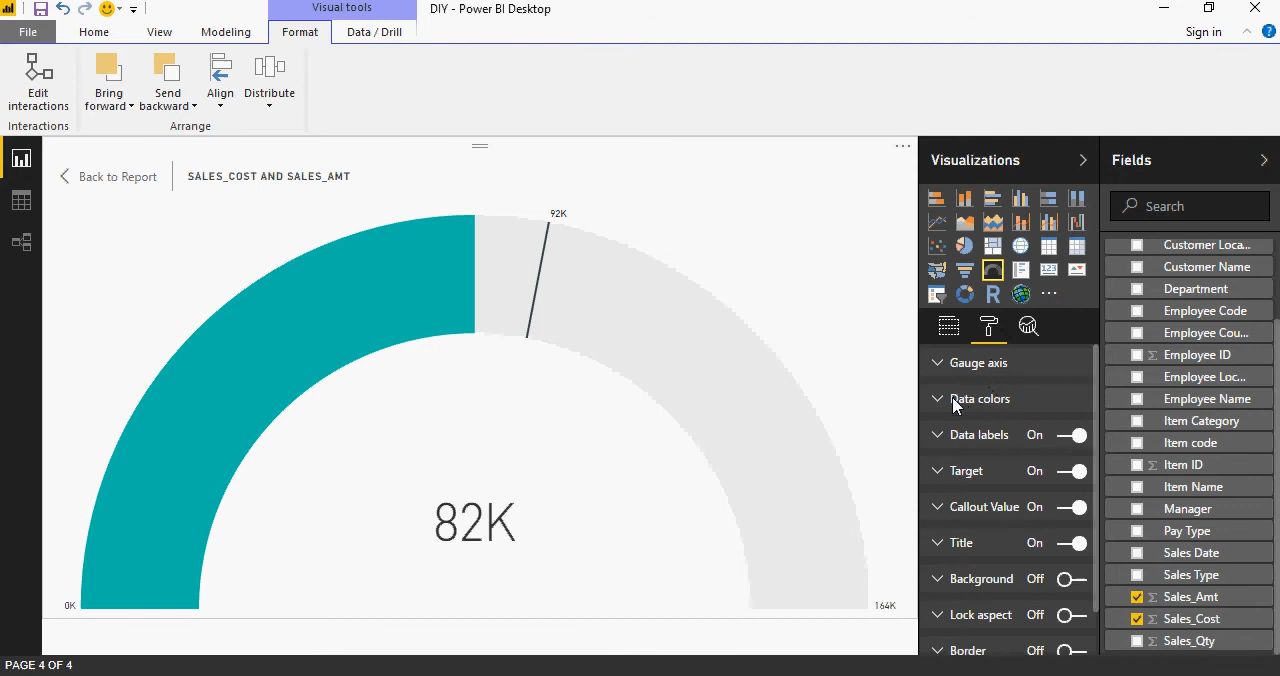 Visual tools
DIY - Power BI Desktop
File
Home
View
Modeling
Format
Data / Drill
Sign in
?
Edit
interactions
Bring
forward
Send
backward
Align
Distribute
Interactions
Arrange
Back to Report
SALES_COST AND SALES_AMT
92K
82K
0K
164K
Visualizations
R
123
Gauge axis
Data colors
Data labels On
Target On
Callout Value On
Title On
Background Off
Lock aspect Off
Border Off
Fields
Search
Customer Loca...
Customer Name
Department
Employee Code
Employee Cou...
Σ Employee ID
Employee Loc...
Employee Name
Item Category
Item code
Σ Item ID
Item Name
Manager
Pay Type
Sales Date
Sales Type
Σ Sales_Amt
Σ Sales_Cost
Σ Sales_Qty
PAGE 4 OF 4